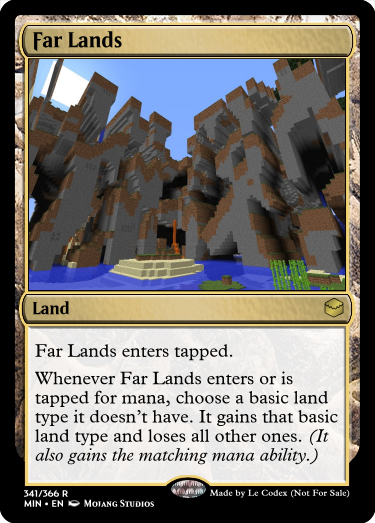 Far Lands
Land
Far Lands enters tapped.
Whenever Far Lands enters or is
tapped for mana, choose a basic land
type it doesn't have. It gains that basic
land type and loses all other ones. (It
also gains the matching mana ability.)
341/366 R
MIN • EN Mojang Studios
Made by Le Codex (Not For Sale)